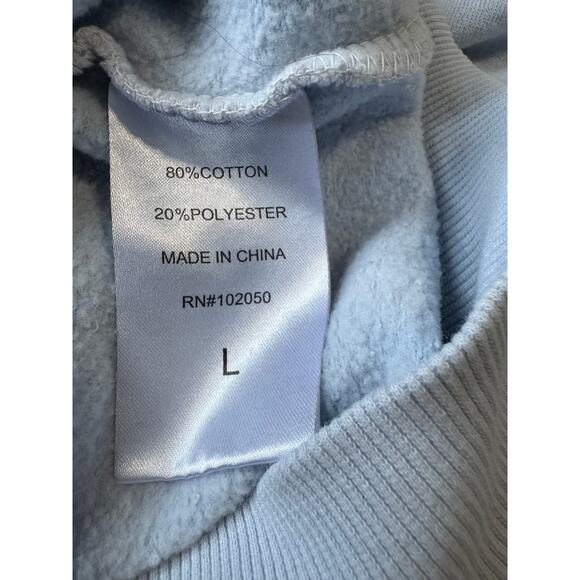 80%COTTON
20%POLYESTER
MADE IN CHINA
RN#102050
L